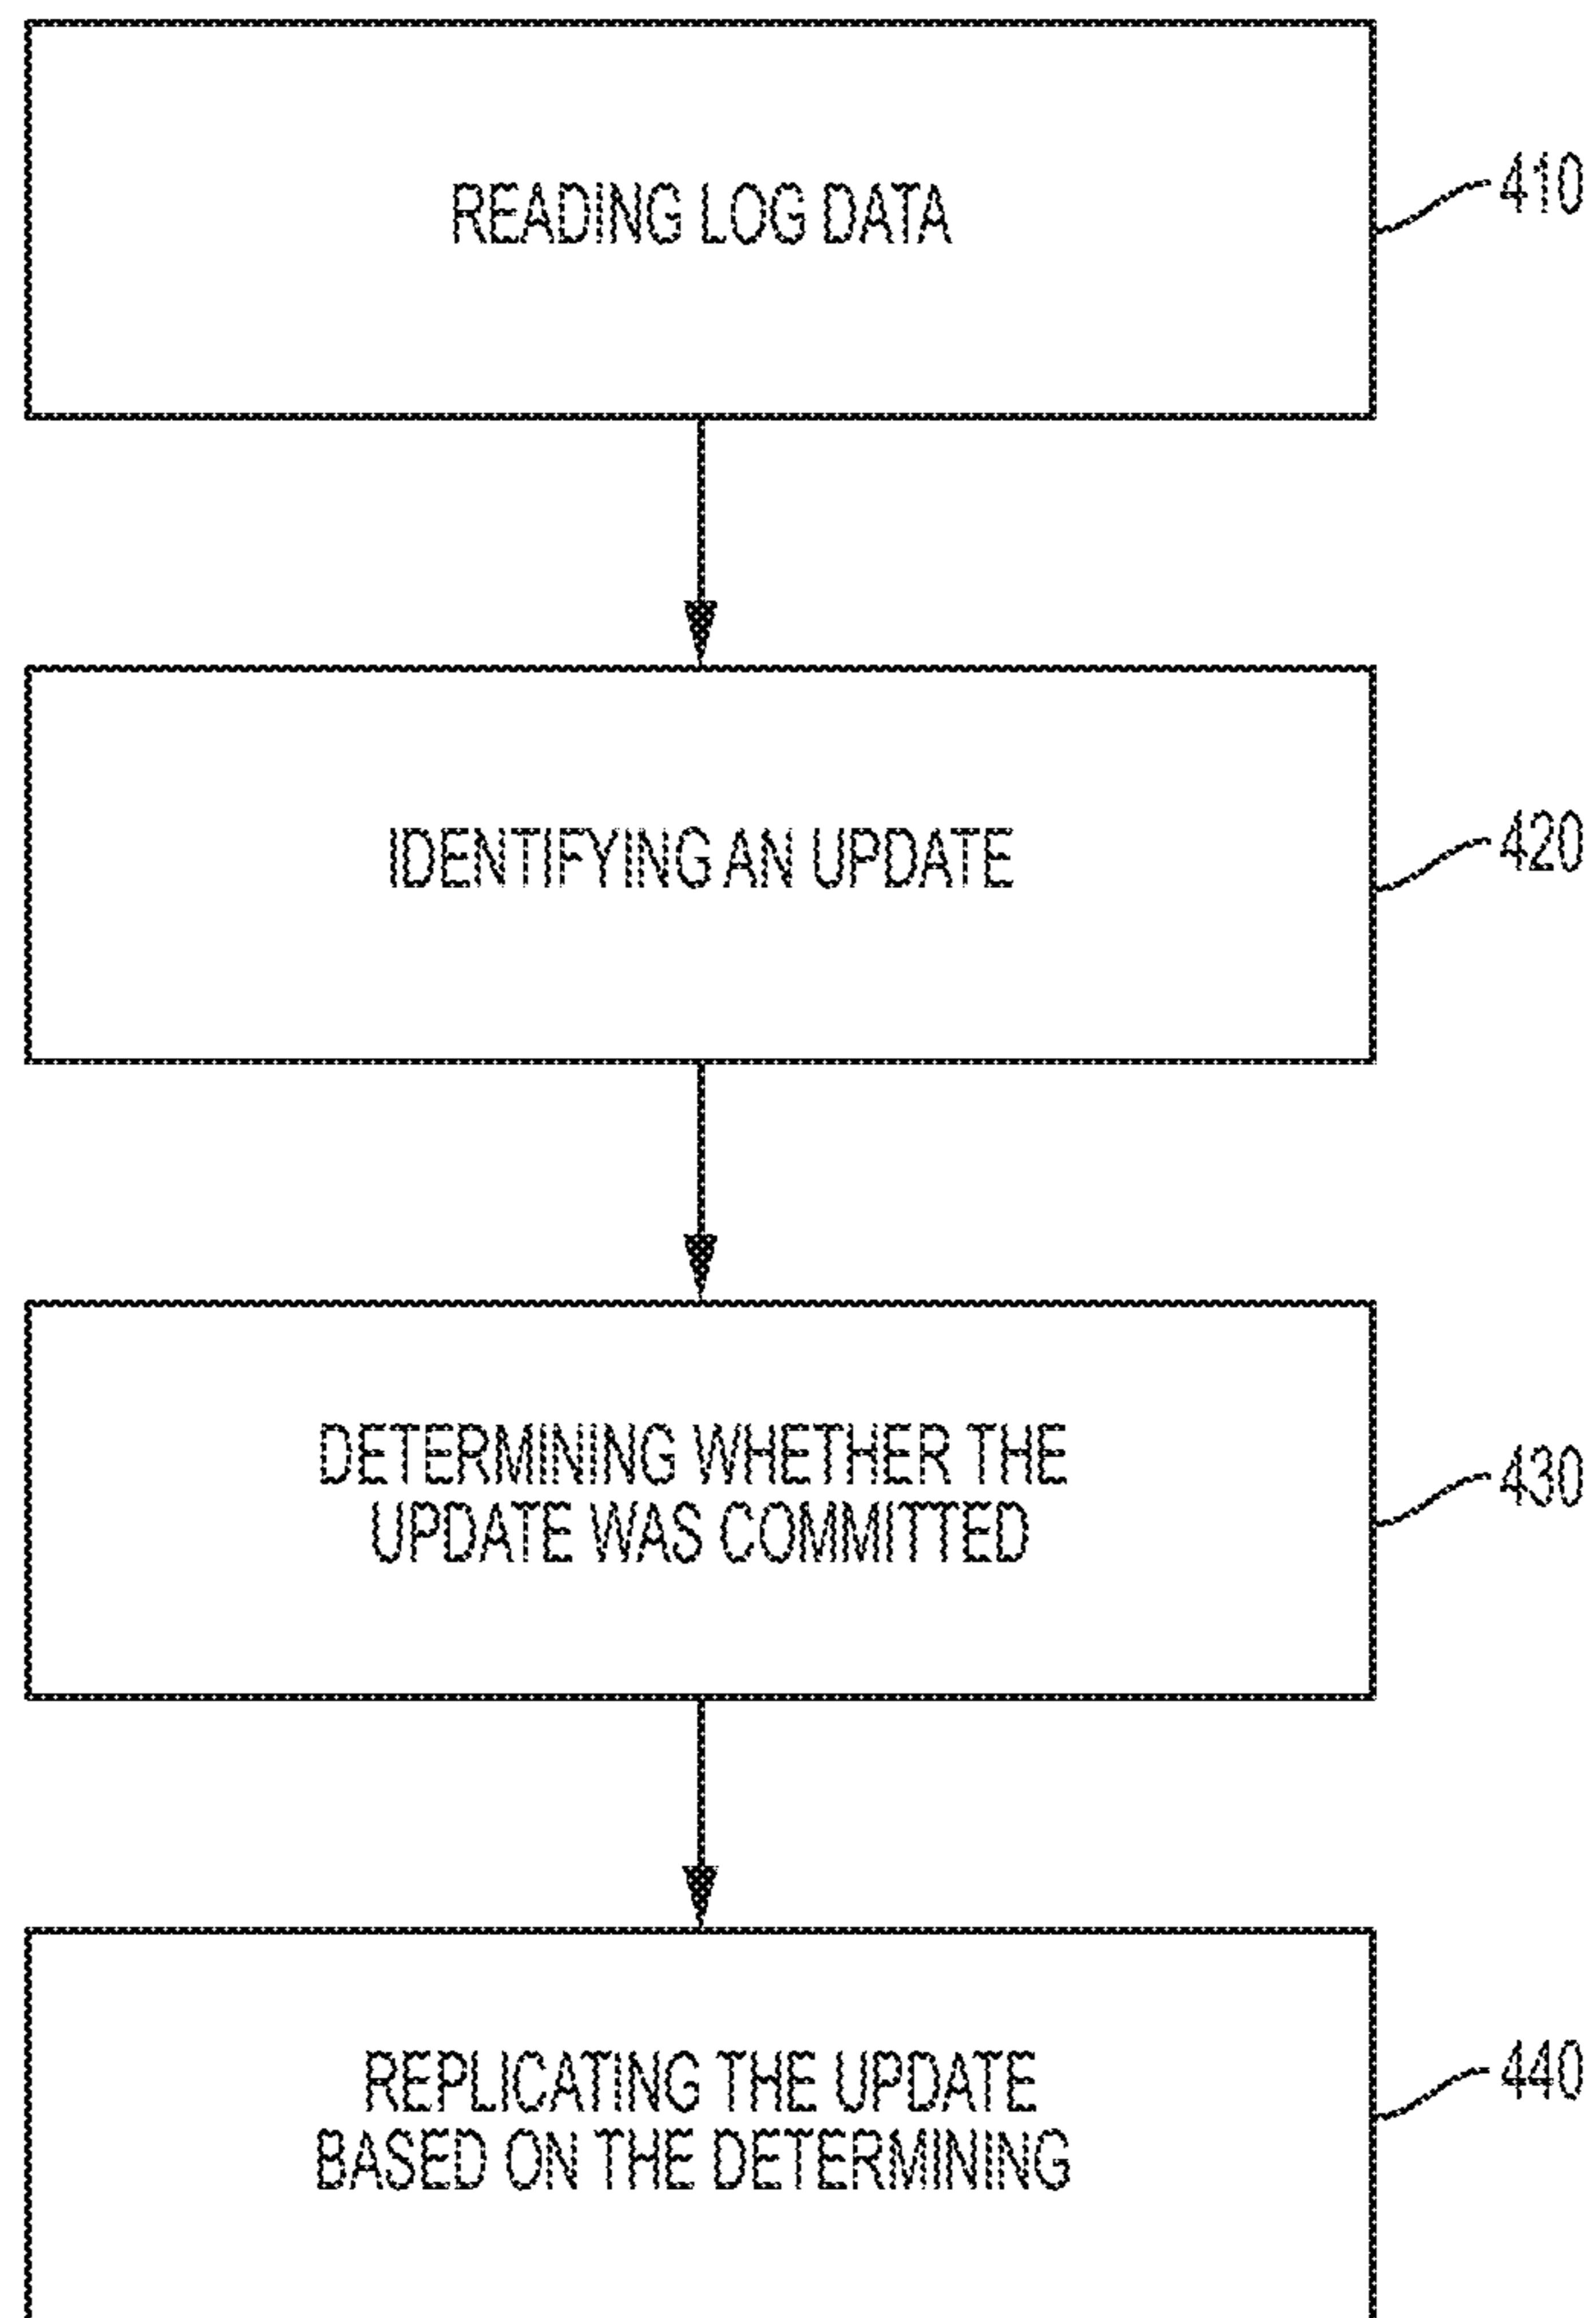 READING LOG DATA
410
IDENTIFYING AN UPDATE
420
DETERMINING WHETHER THE
UPDATE WAS COMMITTED
430
REPLICATING THE UPDATE
BASED ON THE DETERMINING
440